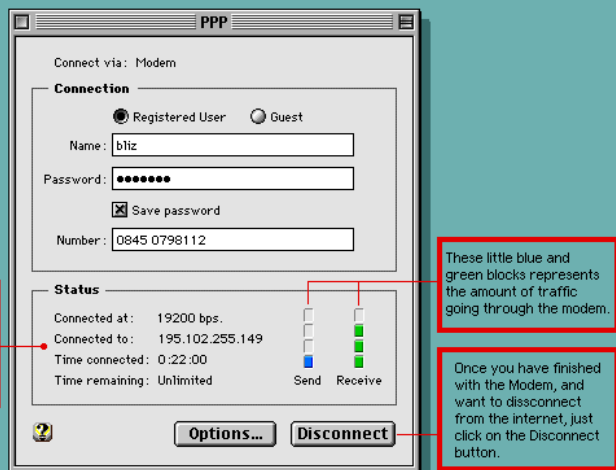 PPP
Connect via: Modem
Connection
Registered User Guest
Name: bliz
Password: •••••••
Save password
Number: 0845 0798112
Status
Connected at: 19200 bps.
Connected to: 195.102.255.149
Time connected: 0:22:00
Time remaining: Unlimited
Send Receive
Options... Disconnect
These little blue and
green blocks represents
the amount of traffic
going through the modem.
Once you have finished
with the Modem, and
want to dissconnect
from the internet, just
click on the Disconnect
button.